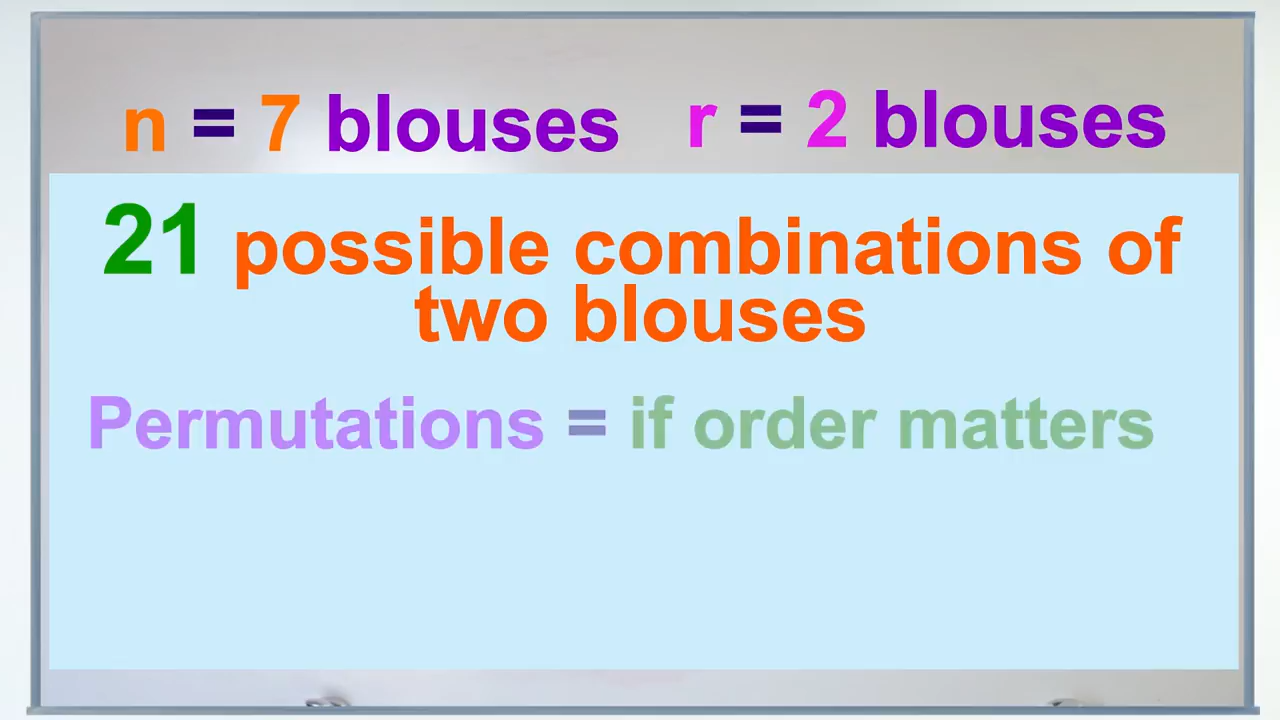 n = 7 blouses r = 2 blouses
21 possible combinations of
two blouses
Permutations = if order matters